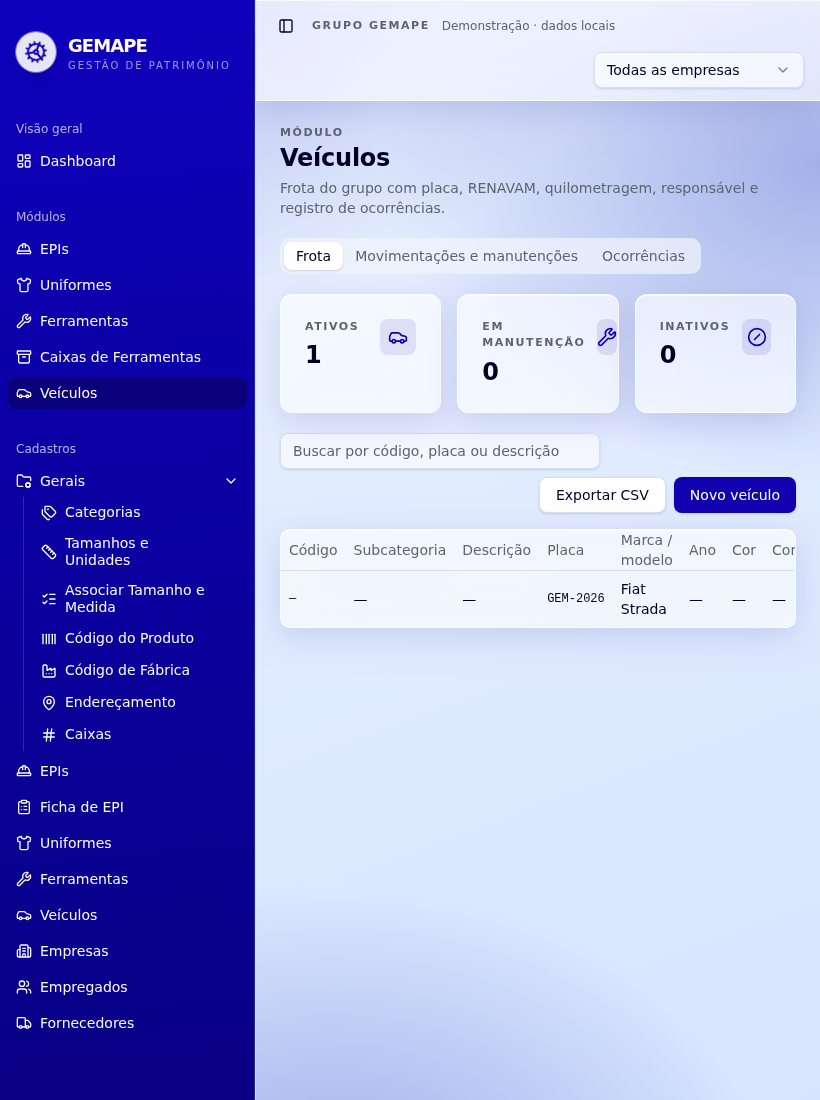 GEMAPE
GESTÃO DE PATRIMÔNIO
Visão geral
Dashboard
Módulos
EPIs
Uniformes
Ferramentas
Caixas de Ferramentas
Veículos
Cadastros
Gerais
Categorias
Tamanhos e
Unidades
Associar Tamanho e
Medida
Código do Produto
Código de Fábrica
Endereçamento
Caixas
EPIs
Ficha de EPI
Uniformes
Ferramentas
Veículos
Empresas
Empregados
Fornecedores
GRUPO GEMAPE Demonstração · dados locais
Todas as empresas
MÓDULO
Veículos
Frota do grupo com placa, RENAVAM, quilometragem, responsável e
registro de ocorrências.
Frota Movimentações e manutenções Ocorrências
ATIVOS
1
EM
MANUTENÇÃO
0
INATIVOS
0
Buscar por código, placa ou descrição
Exportar CSV Novo veículo
Código Subcategoria Descrição Placa Marca / modelo Ano Cor Cor
— — — GEM-2026 Fiat Strada — — —